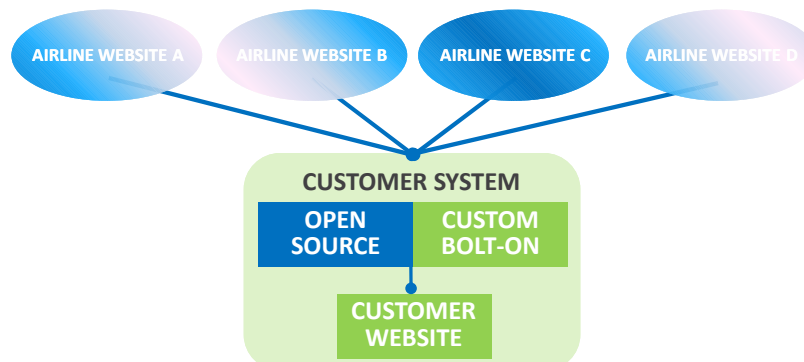 AIRLINE WEBSITE A
AIRLINE WEBSITE B
AIRLINE WEBSITE C
AIRLINE WEBSITE D
CUSTOMER SYSTEM
OPEN
SOURCE
CUSTOM
BOLT-ON
CUSTOMER
WEBSITE